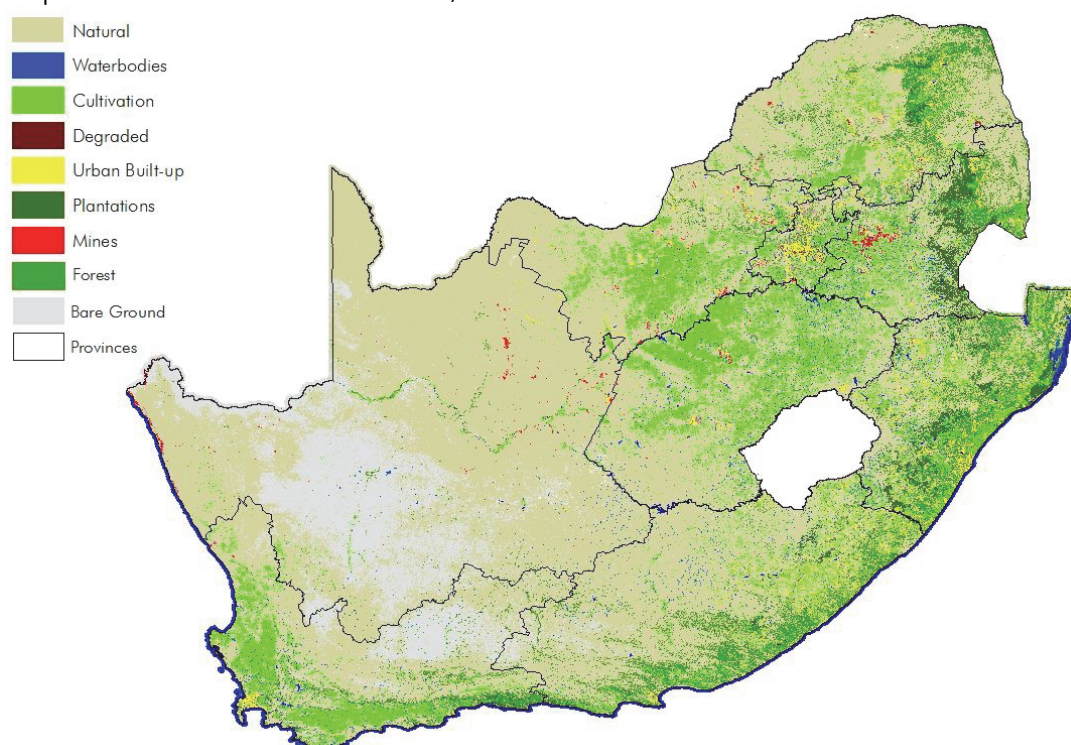 Natural
Waterbodies
Cultivation
Degraded
Urban Built-up
Plantations
Mines
Forest
Bare Ground
Provinces